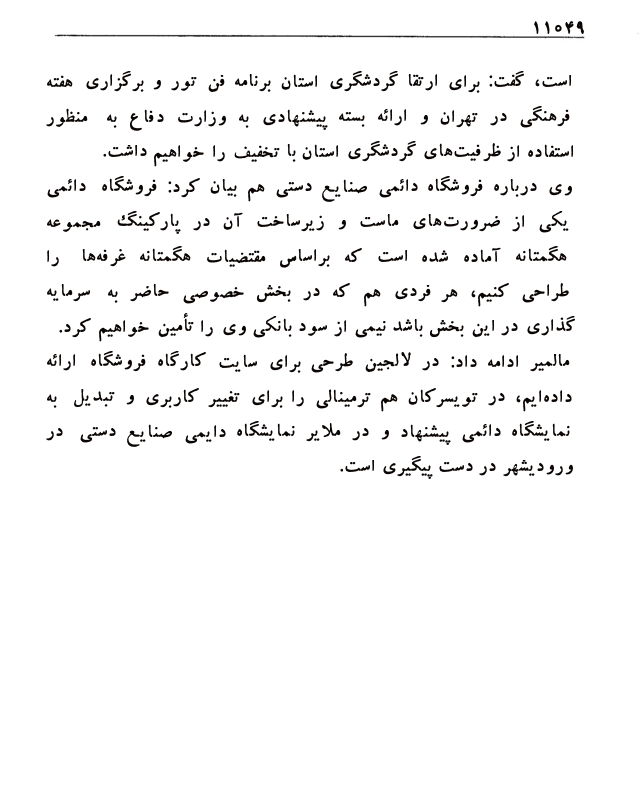 ۱۱۰۴۹
است، گفت: برای ارتقا گردشگری استان برنامه فن تور و برگزاری هفته
فرهنگی در تهران و ارائه بسته پیشنهادی به وزارت دفاع به منظور
استفاده از ظرفیت‌های گردشگری استان با تخفیف را خواهیم داشت.
وی درباره فروشگاه دائمی صنایع دستی هم بیان کرد: فروشگاه دائمی
یکی از ضرورت‌های ماست و زیرساخت آن در پارکینگ مجموعه
هگمتانه آماده شده است که براساس مقتضیات هگمتانه غرفه‌ها را
طراحی کنیم، هر فردی هم که در بخش خصوصی حاضر به سرمایه
گذاری در این بخش باشد نیمی از سود بانکی وی را تأمین خواهیم کرد.
مالمیر ادامه داد: در لالجین طرحی برای سایت کارگاه فروشگاه ارائه
داده‌ایم، در تویسرکان هم ترمینالی را برای تغییر کاربری و تبدیل به
نمایشگاه دائمی پیشنهاد و در ملایر نمایشگاه دایمی صنایع دستی در
ورودیشهر در دست پیگیری است.